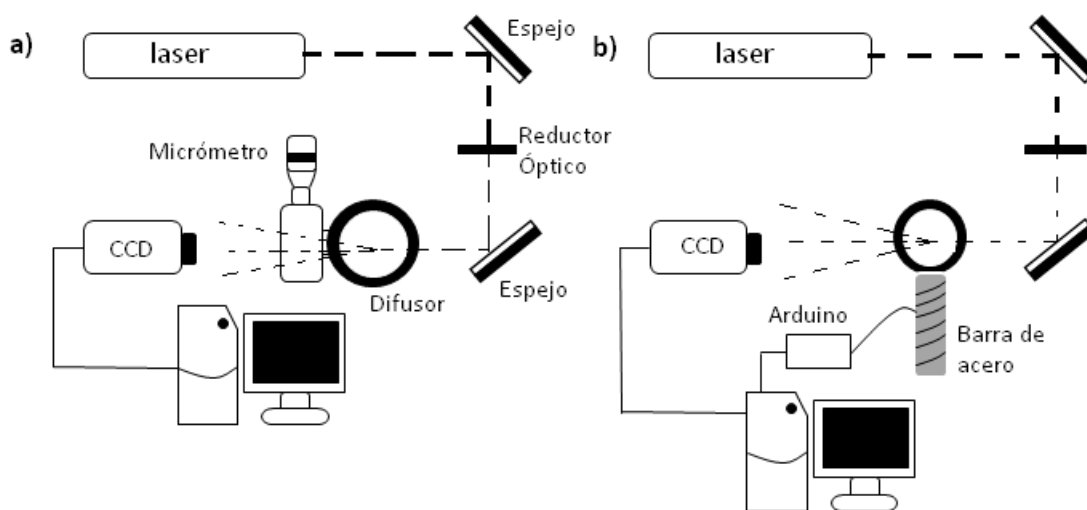 a)
laser
Espejo
Reductor
Óptico
Micrómetro
CCD
Difusor
Espejo
b)
laser
CCD
Arduino
Barra de
acero